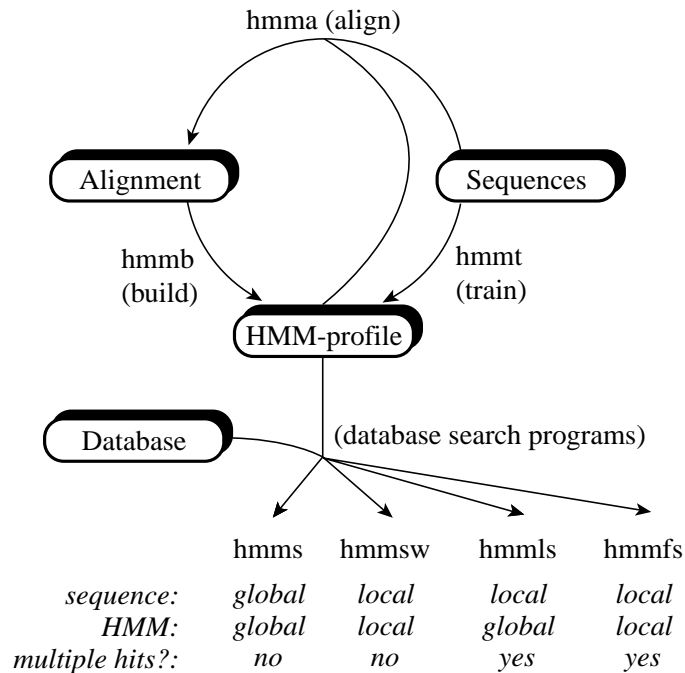 hmma (align)
Alignment
Sequences
hmmb
(build)
hmmt
(train)
HMM-profile
Database
(database search programs)
hmms hmmsw hmmls hmmfs
sequence: global local local local
HMM: global local global local
multiple hits?: no no yes yes